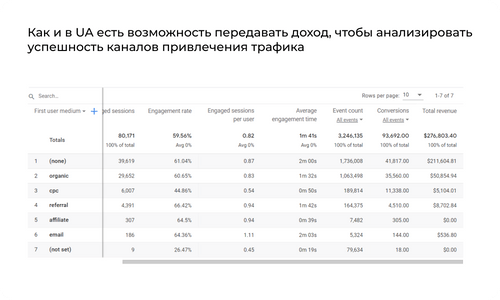 Как и в UA есть возможность передавать доход, чтобы анализировать
успешность каналов привлечения трафика
Search...
Rows per page: 10 1-7 of 7
First user medium + ged sessions Engagement rate Engaged sessions per user Average engagement time Event count All events Conversions All events Total revenue
Totals 80,171 59.56% 0.82 1m 41s 3,246,135 93,692.00 $276,803.40
100% of total Avg 0% Avg 0% Avg 0% 100% of total 100% of total 100% of total
1 (none) 39,619 61.04% 0.87 2m 00s 1,736,008 41,817.00 $211,604.81
2 organic 29,652 60.65% 0.83 1m 32s 1,063,498 35,560.00 $50,854.94
3 cpc 6,007 44.86% 0.54 0m 50s 189,814 11,338.00 $5,104.01
4 referral 4,391 66.42% 0.94 1m 42s 164,375 4,510.00 $8,702.84
5 affiliate 307 64.5% 0.94 0m 39s 7,482 305.00 $0.00
6 email 186 64.36% 1.11 2m 03s 5,324 144.00 $536.80
7 (not set) 9 26.47% 0.45 0m 19s 79,634 18.00 $0.00